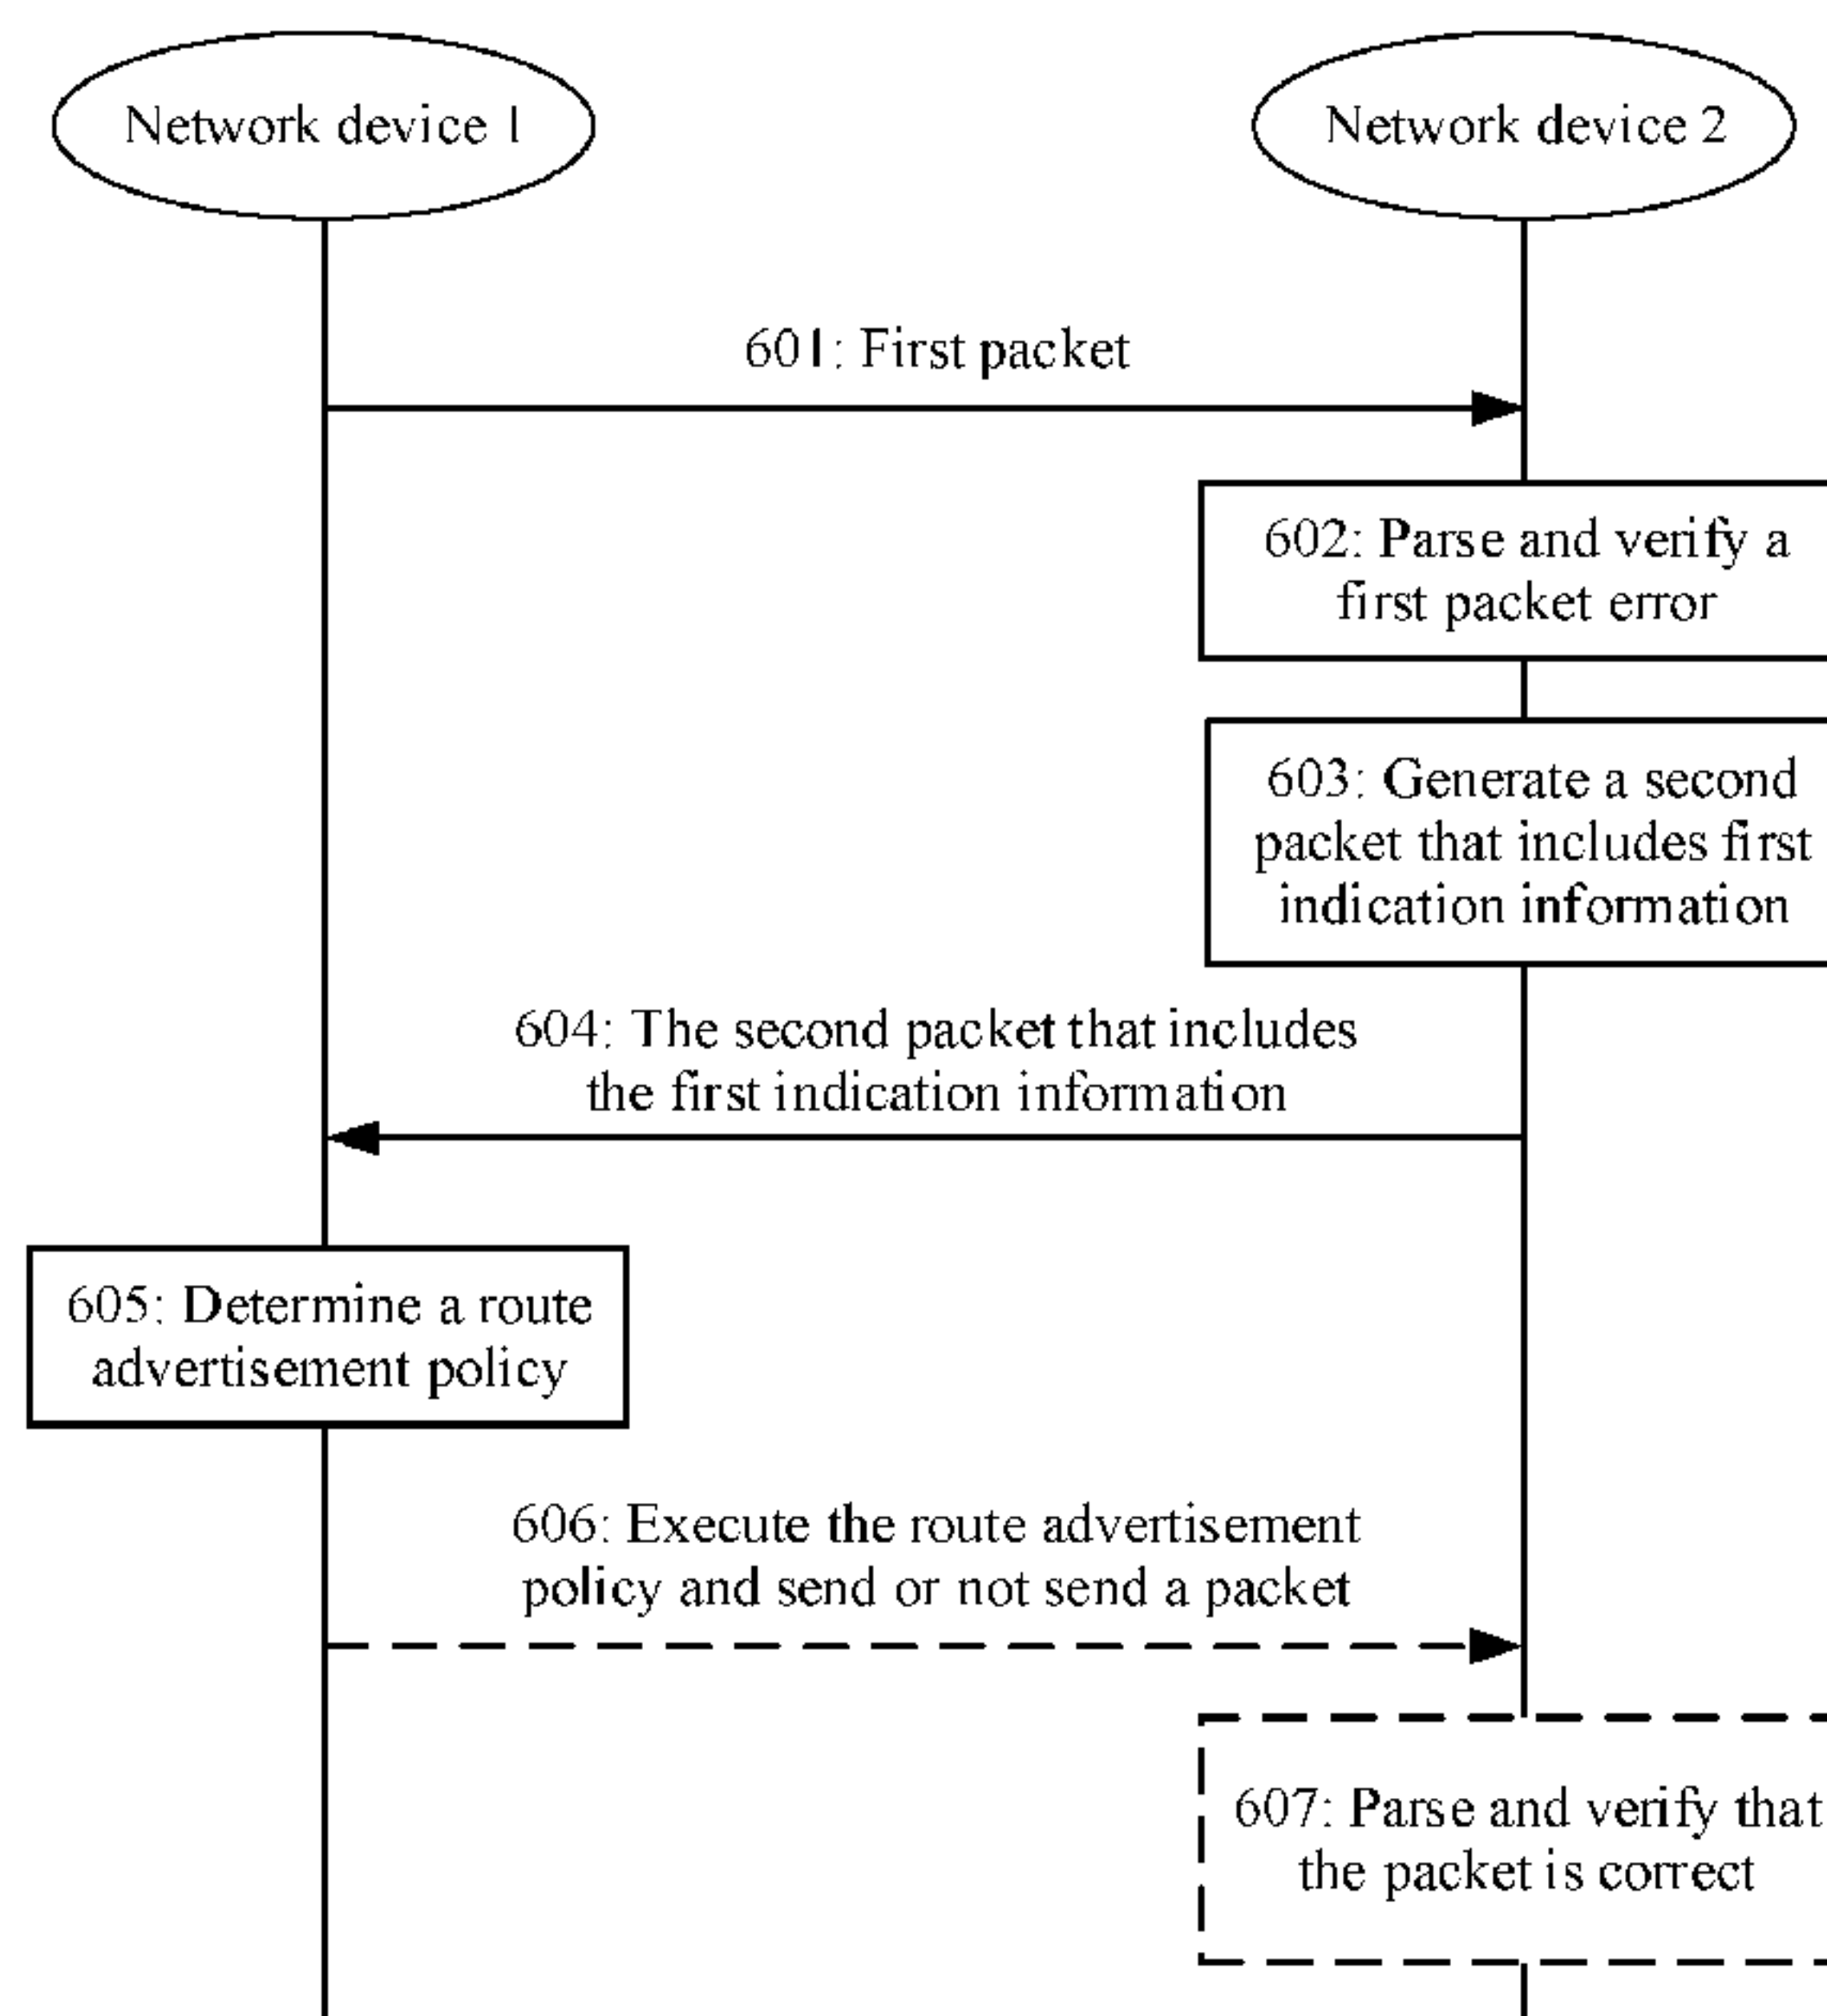 Network device 1
Network device 2
601: First packet
602: Parse and verify a
first packet error
603: Generate a second
packet that includes first
indication information
604: The second packet that includes
the first indication information
605: Determine a route
advertisement policy
606: Execute the route advertisement
policy and send or not send a packet
607: Parse and verify that
the packet is correct